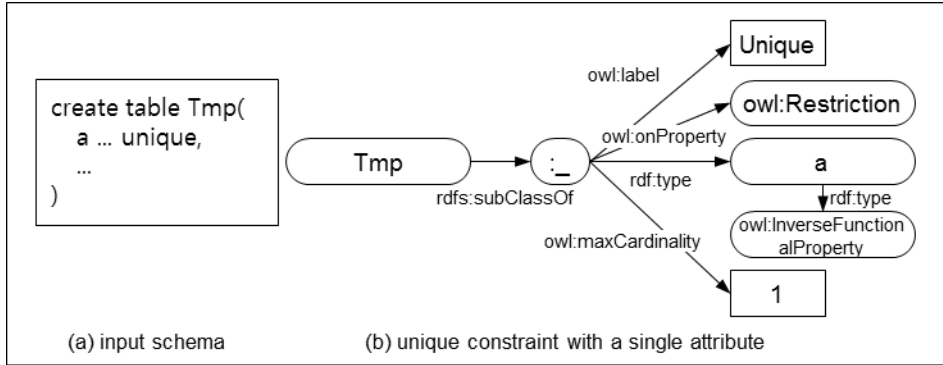 create table Tmp(
a ... unique,
...
)
Tmp
rdfs:subClassOf
:_
owl:label
Unique
owl:onProperty
owl:Restriction
rdf:type
a
rdf:type
owl:InverseFunction
alProperty
owl:maxCardinality
1
(a) input schema
(b) unique constraint with a single attribute